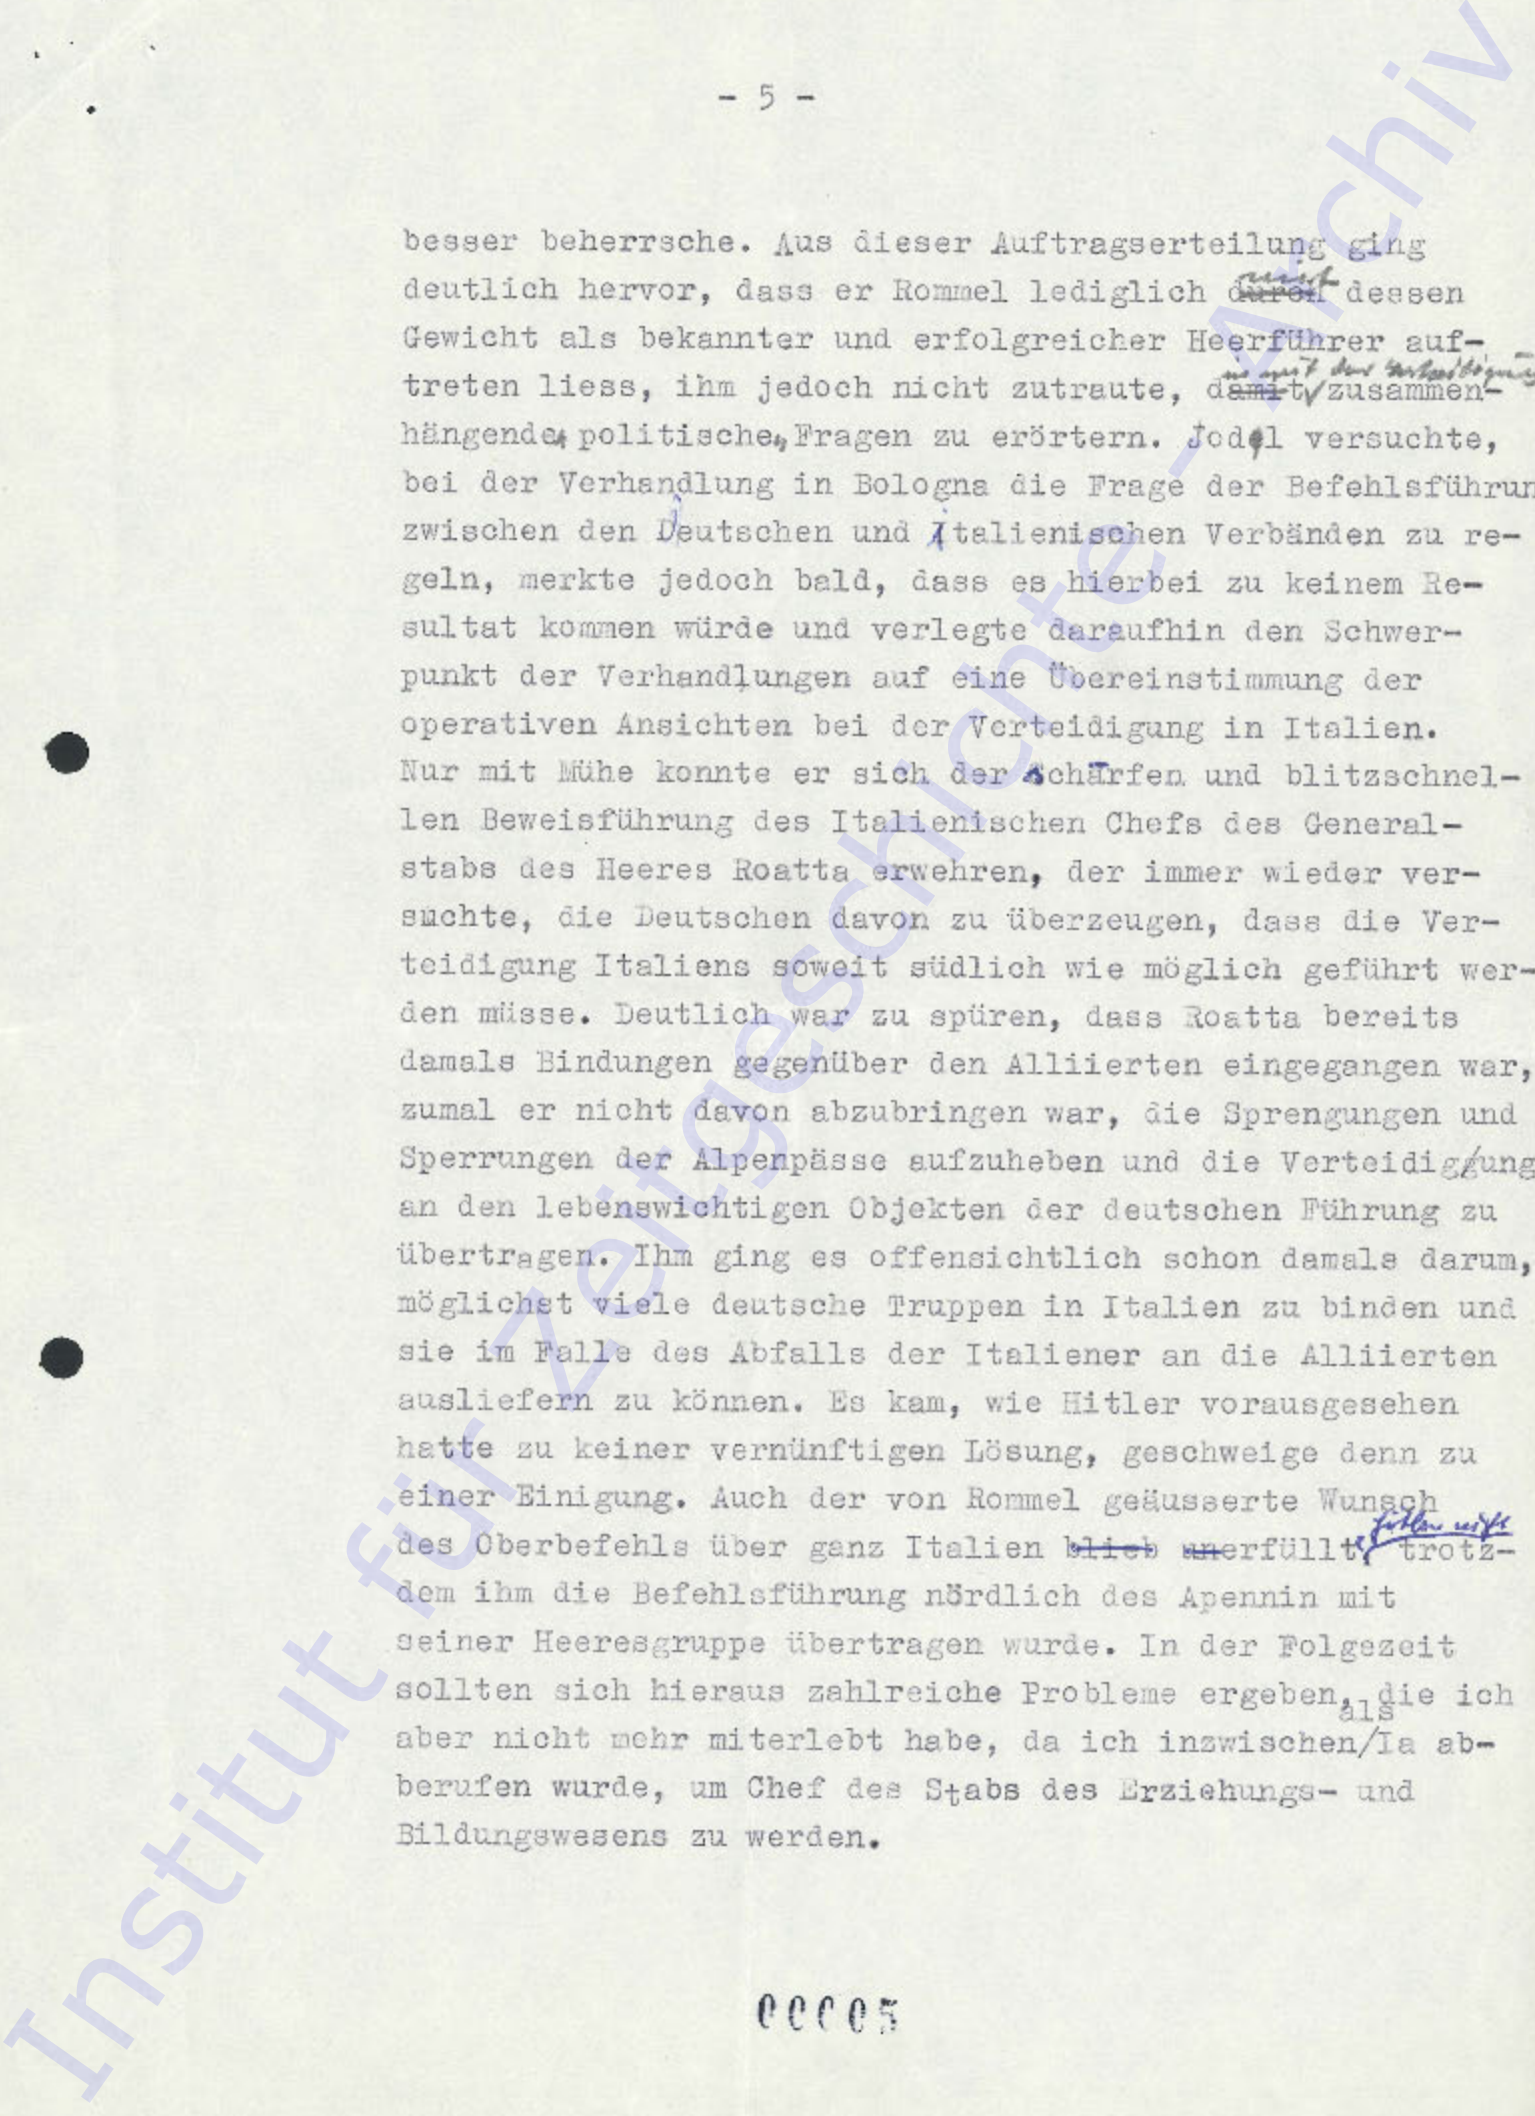 - 5 -
besser beherrsche. Aus dieser Auftragserteilung ging
mit
deutlich hervor, dass er Rommel lediglich durch dessen
Gewicht als bekannter und erfolgreicher Heerführer auf-
mit der Verteidigung
treten liess, ihm jedoch nicht zutraute, damit zusammen-
hängende politische Fragen zu erörtern. Jodl versuchte,
bei der Verhandlung in Bologna die Frage der Befehlsführun
zwischen den deutschen und italienischen Verbänden zu re-
geln, merkte jedoch bald, dass es hierbei zu keinem Re-
sultat kommen würde und verlegte daraufhin den Schwer-
punkt der Verhandlungen auf eine Übereinstimmung der
operativen Ansichten bei der Verteidigung in Italien.
Nur mit Mühe konnte er sich der scharfen und blitzschnel-
len Beweisführung des Italienischen Chefs des General-
stabs des Heeres Roatta erwehren, der immer wieder ver-
suchte, die Deutschen davon zu überzeugen, dass die Ver-
teidigung Italiens soweit südlich wie möglich geführt wer-
den müsse. Deutlich war zu spüren, dass Roatta bereits
damals Bindungen gegenüber den Alliierten eingegangen war,
zumal er nicht davon abzubringen war, die Sprengungen und
Sperrungen der Alpenpässe aufzuheben und die Verteidigung
an den lebenswichtigen Objekten der deutschen Führung zu
übertragen. Ihm ging es offensichtlich schon damals darum,
möglichst viele deutsche Truppen in Italien zu binden und
sie im Falle des Abfalls der Italiener an die Alliierten
ausliefern zu können. Es kam, wie Hitler vorausgesehen
hatte zu keiner vernünftigen Lösung, geschweige denn zu
einer Einigung. Auch der von Rommel geäusserte Wunsch
Hitler nicht
des Oberbefehls über ganz Italien blieb unerfüllt, trotz-
dem ihm die Befehlsführung nördlich des Apennin mit
seiner Heeresgruppe übertragen wurde. In der Folgezeit
sollten sich hieraus zahlreiche Probleme ergeben, die ich
als
aber nicht mehr miterlebt habe, da ich inzwischen/Ia ab-
berufen wurde, um Chef des Stabs des Erziehungs- und
Bildungswesens zu werden.
00005
Institut für Zeitgeschichte - Archiv